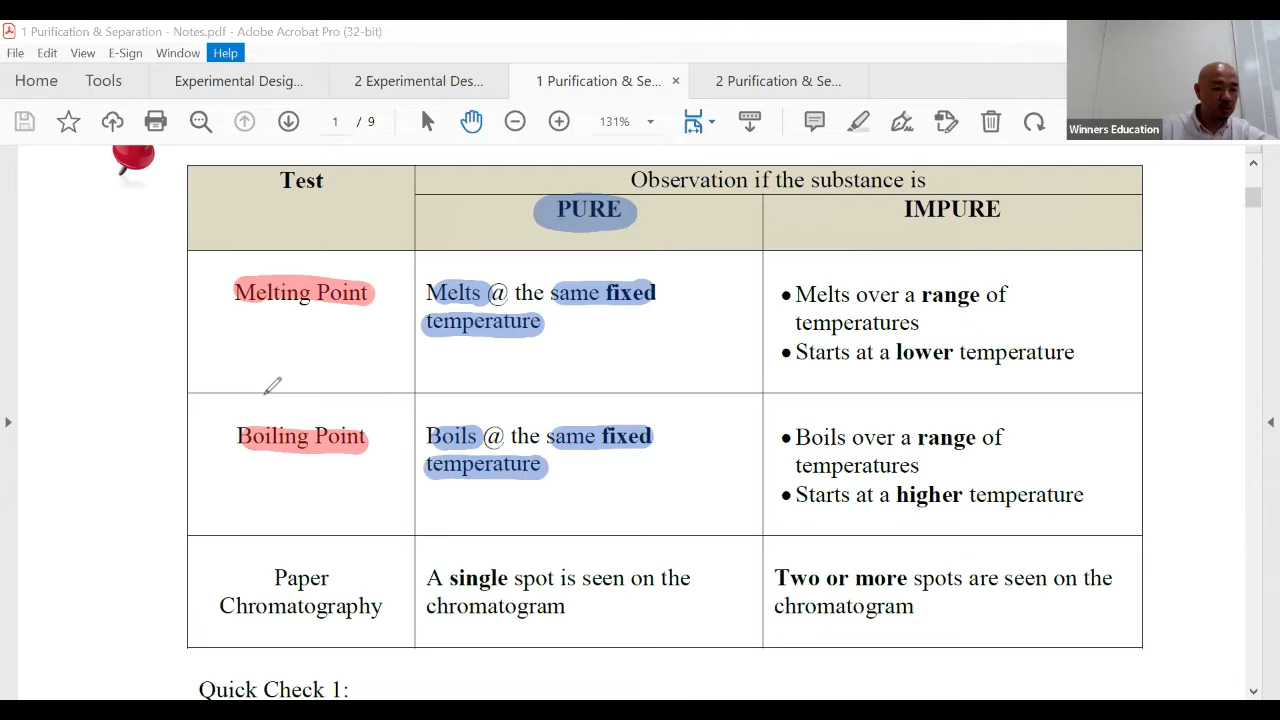 1 Purification & Separation - Notes.pdf - Adobe Acrobat Pro (32-bit)
File Edit View E-Sign Window Help
Home Tools Experimental Desig... 2 Experimental Des... 1 Purification & Se... × 2 Purification & Se...
1 / 9 131%
Winners Education
Test
Observation if the substance is
PURE
IMPURE
Melting Point
Melts @ the same fixed
temperature
• Melts over a range of
temperatures
• Starts at a lower temperature
Boiling Point
Boils @ the same fixed
temperature
• Boils over a range of
temperatures
• Starts at a higher temperature
Paper
Chromatography
A single spot is seen on the
chromatogram
Two or more spots are seen on the
chromatogram
Quick Check 1: